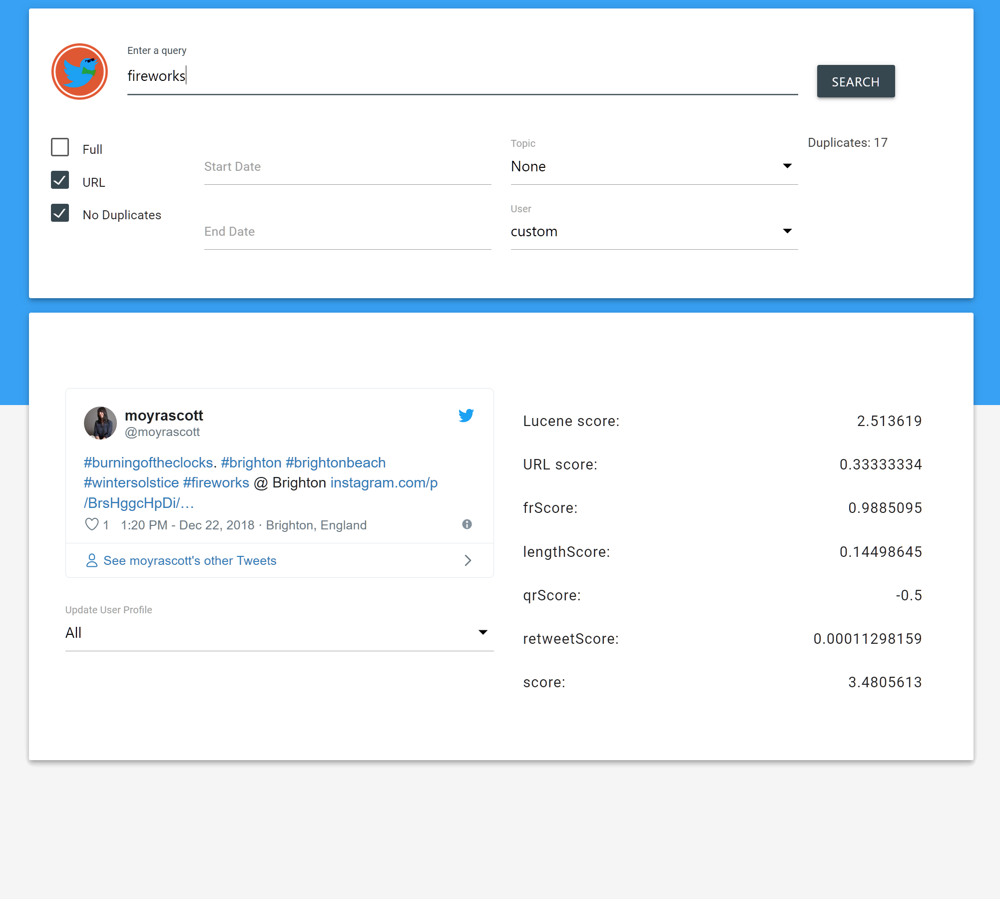 Enter a query
fireworks
SEARCH
Full
URL
No Duplicates
Start Date
End Date
Topic
None
User
custom
Duplicates: 17
moyrascott
@moyrascott
#burningoftheclocks. #brighton #brightonbeach
#wintersolstice #fireworks @ Brighton instagram.com/p
/BrsHggcHpDi/…
1 1:20 PM - Dec 22, 2018 · Brighton, England
See moyrascott's other Tweets
Update User Profile
All
Lucene score: 2.513619
URL score: 0.33333334
frScore: 0.9885095
lengthScore: 0.14498645
qrScore: -0.5
retweetScore: 0.00011298159
score: 3.4805613